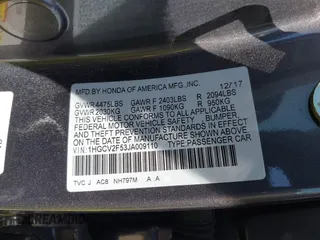 MFD. BY HONDA OF AMERICA MFG.,INC. 12/17
GVWR 4475LBS GAWR F 2403LBS R 2094LBS
GVWR 2030KG GAWR F 1090KG R 950KG
THIS VEHICLE CONFORMS TO ALL APPLICABLE
FEDERAL MOTOR VEHICLE SAFETY, BUMPER,
AND THEFT PREVENTION STANDARDS IN EFFECT
ON THE DATE OF MANUFACTURE SHOWN ABOVE.
VIN: 1HGCV2F53JA009110 TYPE:PASSENGER CAR
TVC J AC8 NH797M .A .A